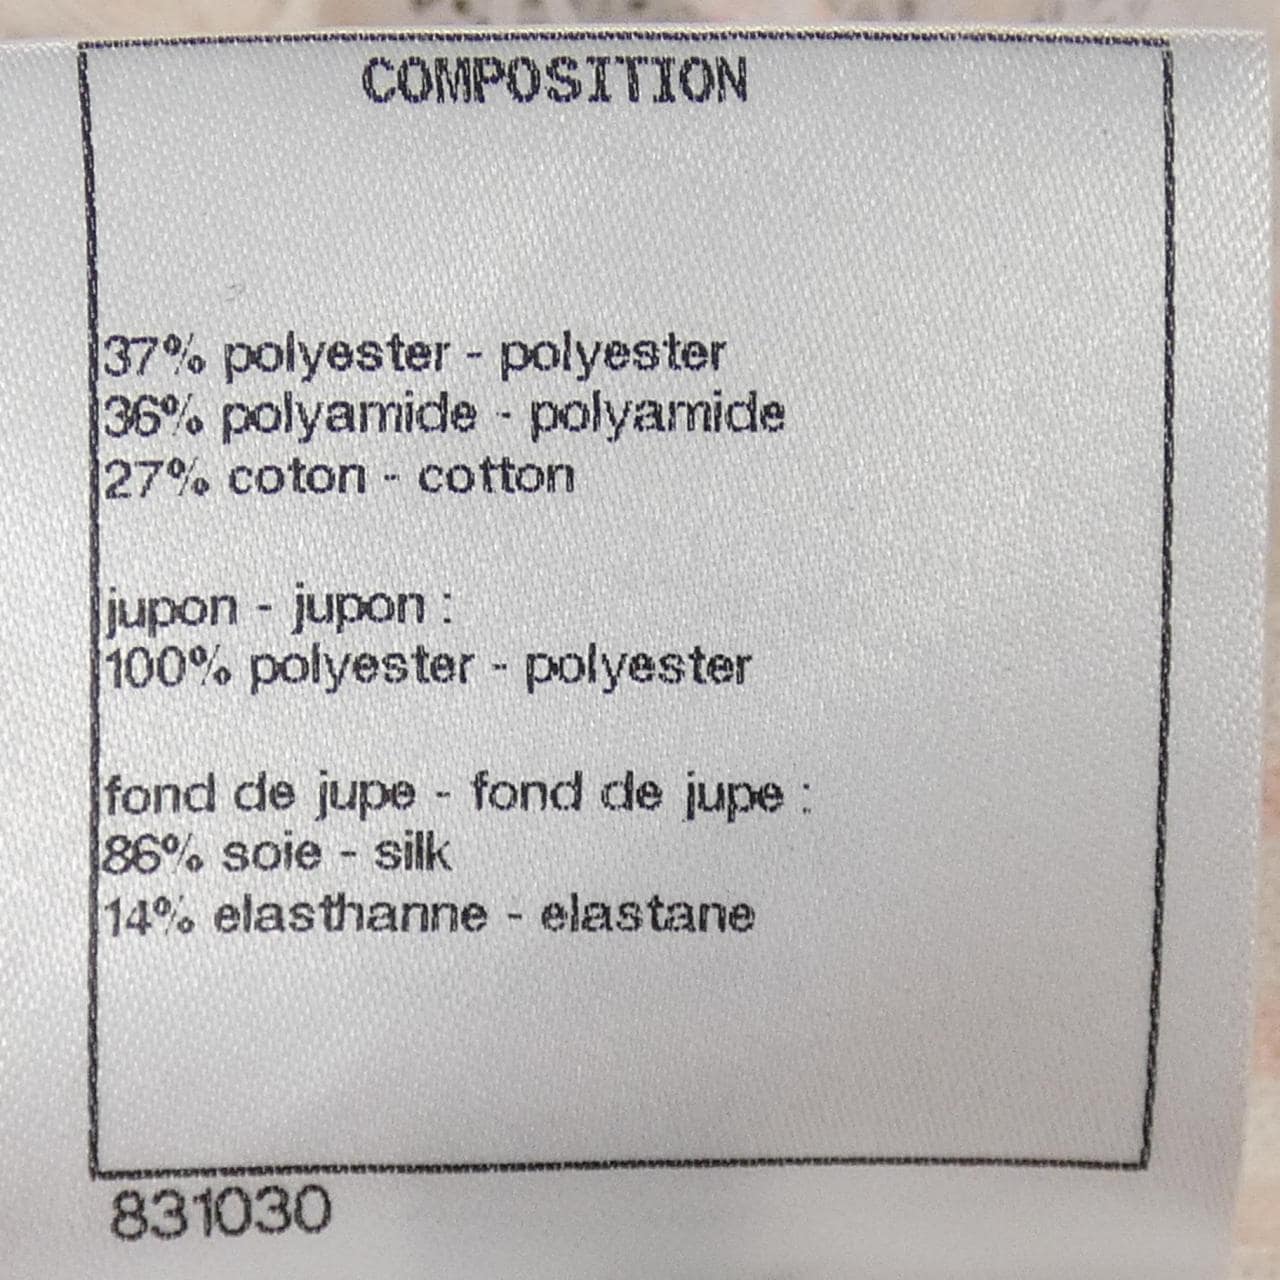 COMPOSITION
37% polyester - polyester
36% polyamide - polyamide
27% coton - cotton
jupon - jupon :
100% polyester - polyester
fond de jupe - fond de jupe :
86% soie - silk
14% elasthanne - elastane
831030